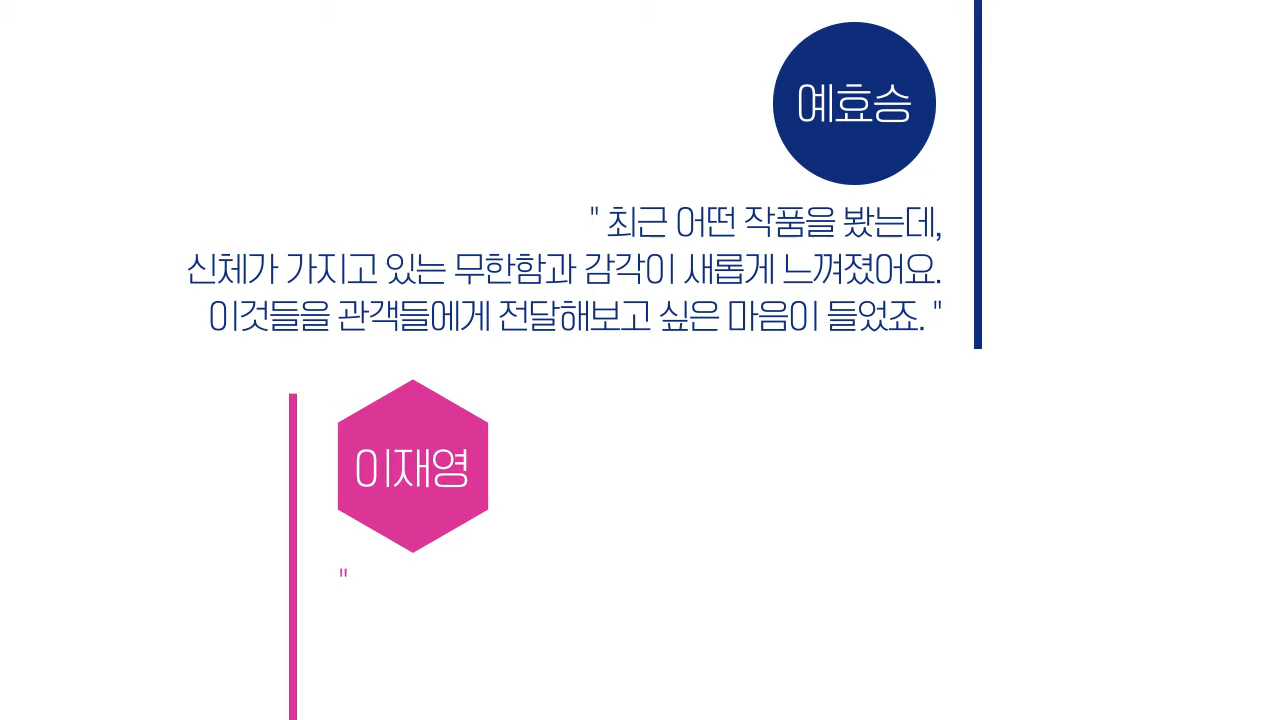 예효승
" 최근 어떤 작품을 봤는데,
신체가 가지고 있는 무한함과 감각이 새롭게 느껴졌어요.
이것들을 관객들에게 전달해보고 싶은 마음이 들었죠. "
이재영
"